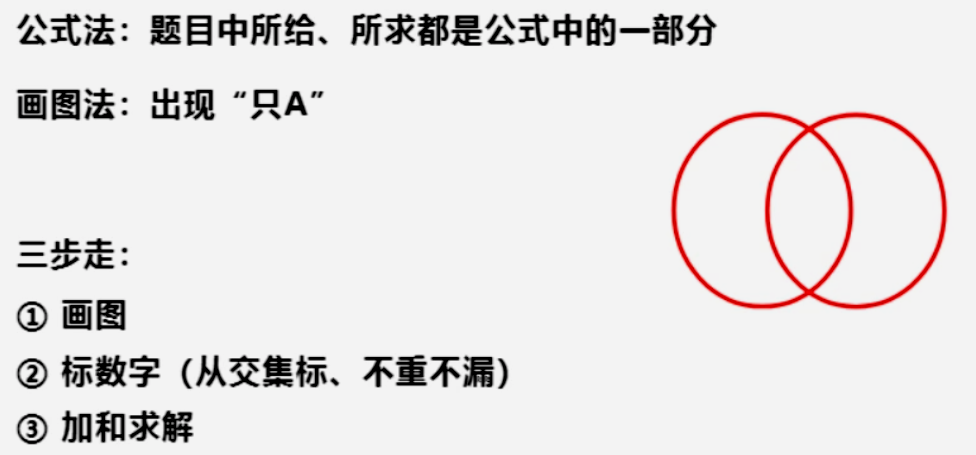 公式法：题目中所给、所求都是公式中的一部分
画图法：出现“只A”
三步走：
① 画图
② 标数字（从交集标、不重不漏）
③ 加和求解